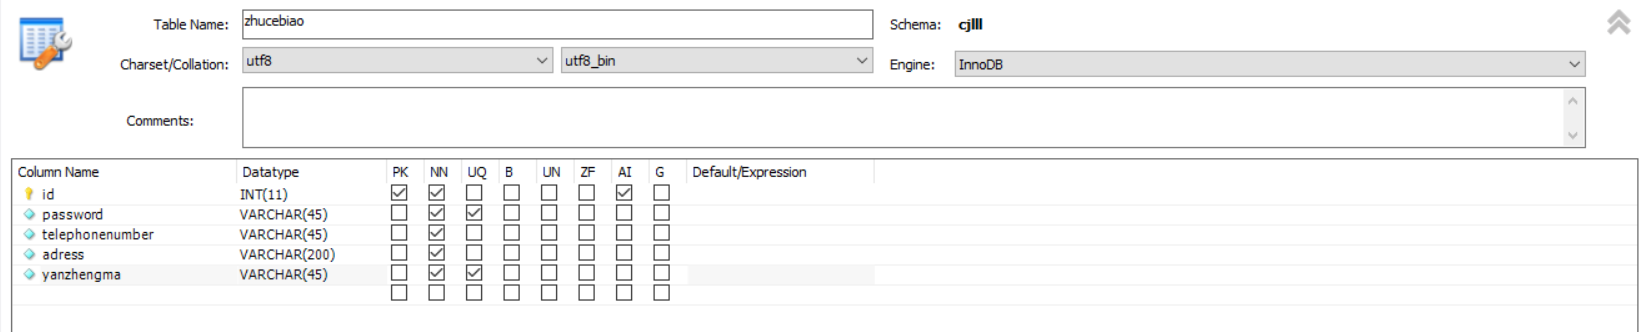 Table Name: zhucebiao Schema: cjlll
Charset/Collation: utf8 utf8_bin Engine: InnoDB
Comments:
Column Name Datatype PK NN UQ B UN ZF AI G Default/Expression
id INT(11)
password VARCHAR(45)
telephonenumber VARCHAR(45)
adress VARCHAR(200)
yanzhengma VARCHAR(45)